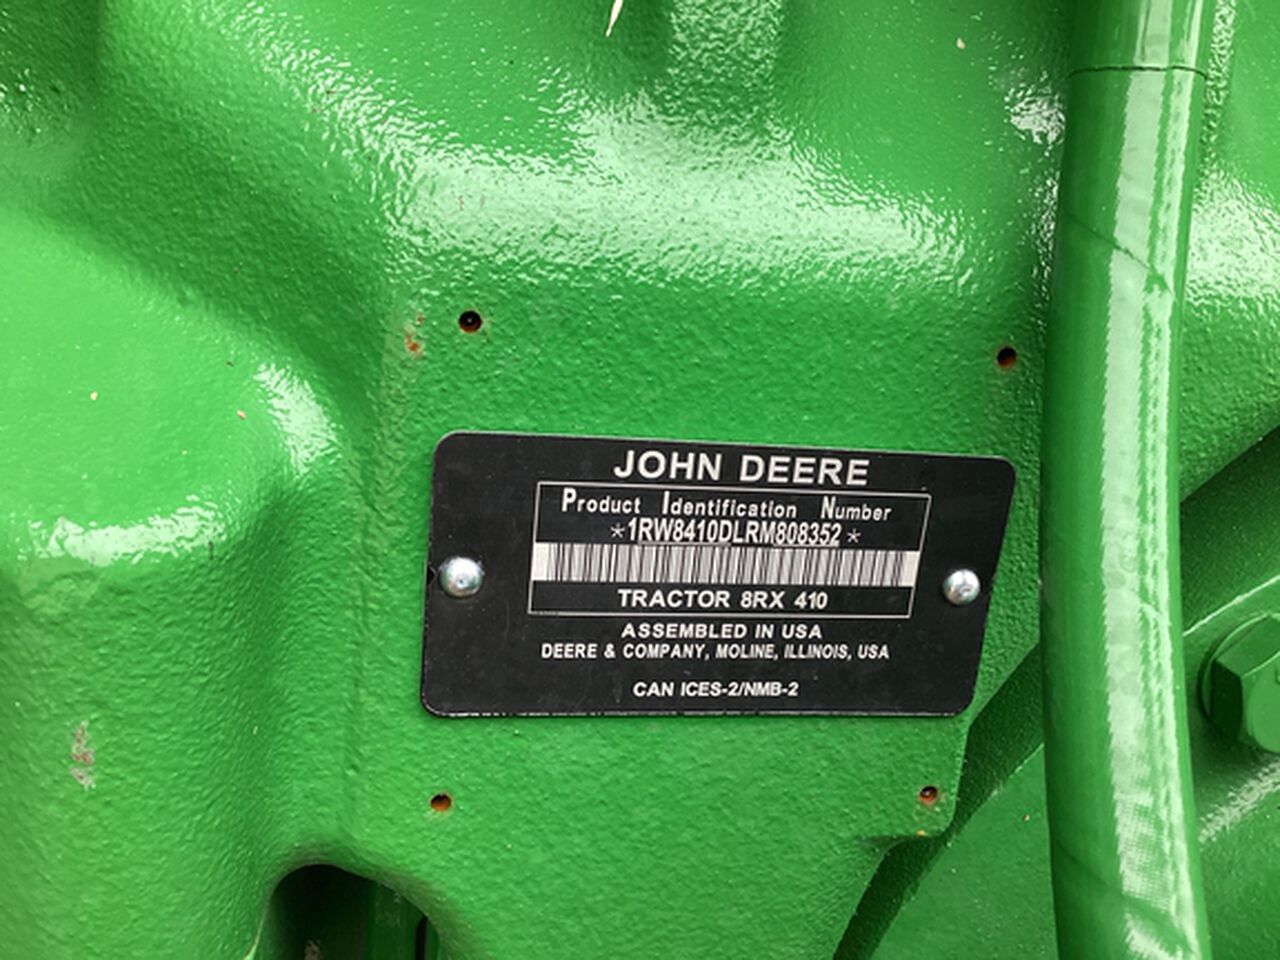 JOHN DEERE
Product Identification Number
*1RW8410DLRM808352*
TRACTOR 8RX 410
ASSEMBLED IN USA
DEERE & COMPANY, MOLINE, ILLINOIS, USA
CAN ICES-2/NMB-2